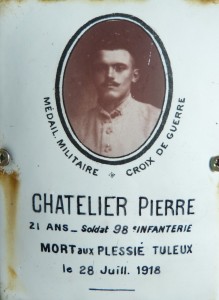 MÉDAIL. MILITAIRE ✦ CROIX DE GUERRE
CHATELIER PIERRE
21 ANS _ Soldat 98 e INFANTERIE
MORT aux PLESSIÉ TULEUX
le 28 Juill. 1918